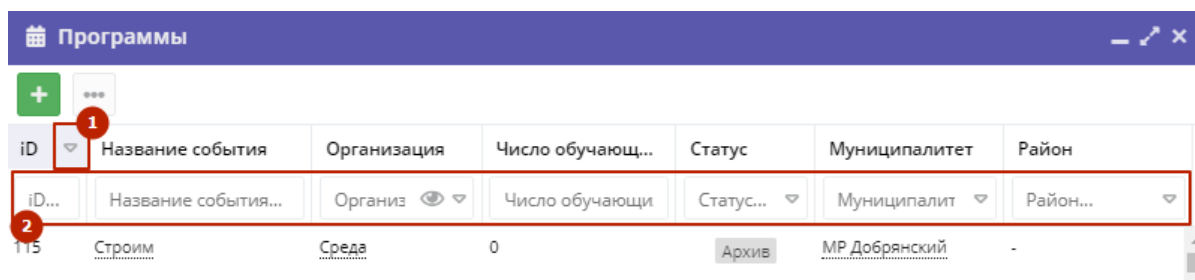 Программы
1
iD Название события Организация Число обучающ... Статус Муниципалитет Район
iD... Название события... Организ Число обучающи Статус... Муниципалит Район...
2
115 Строим Среда 0 Архив МР Добрянский -